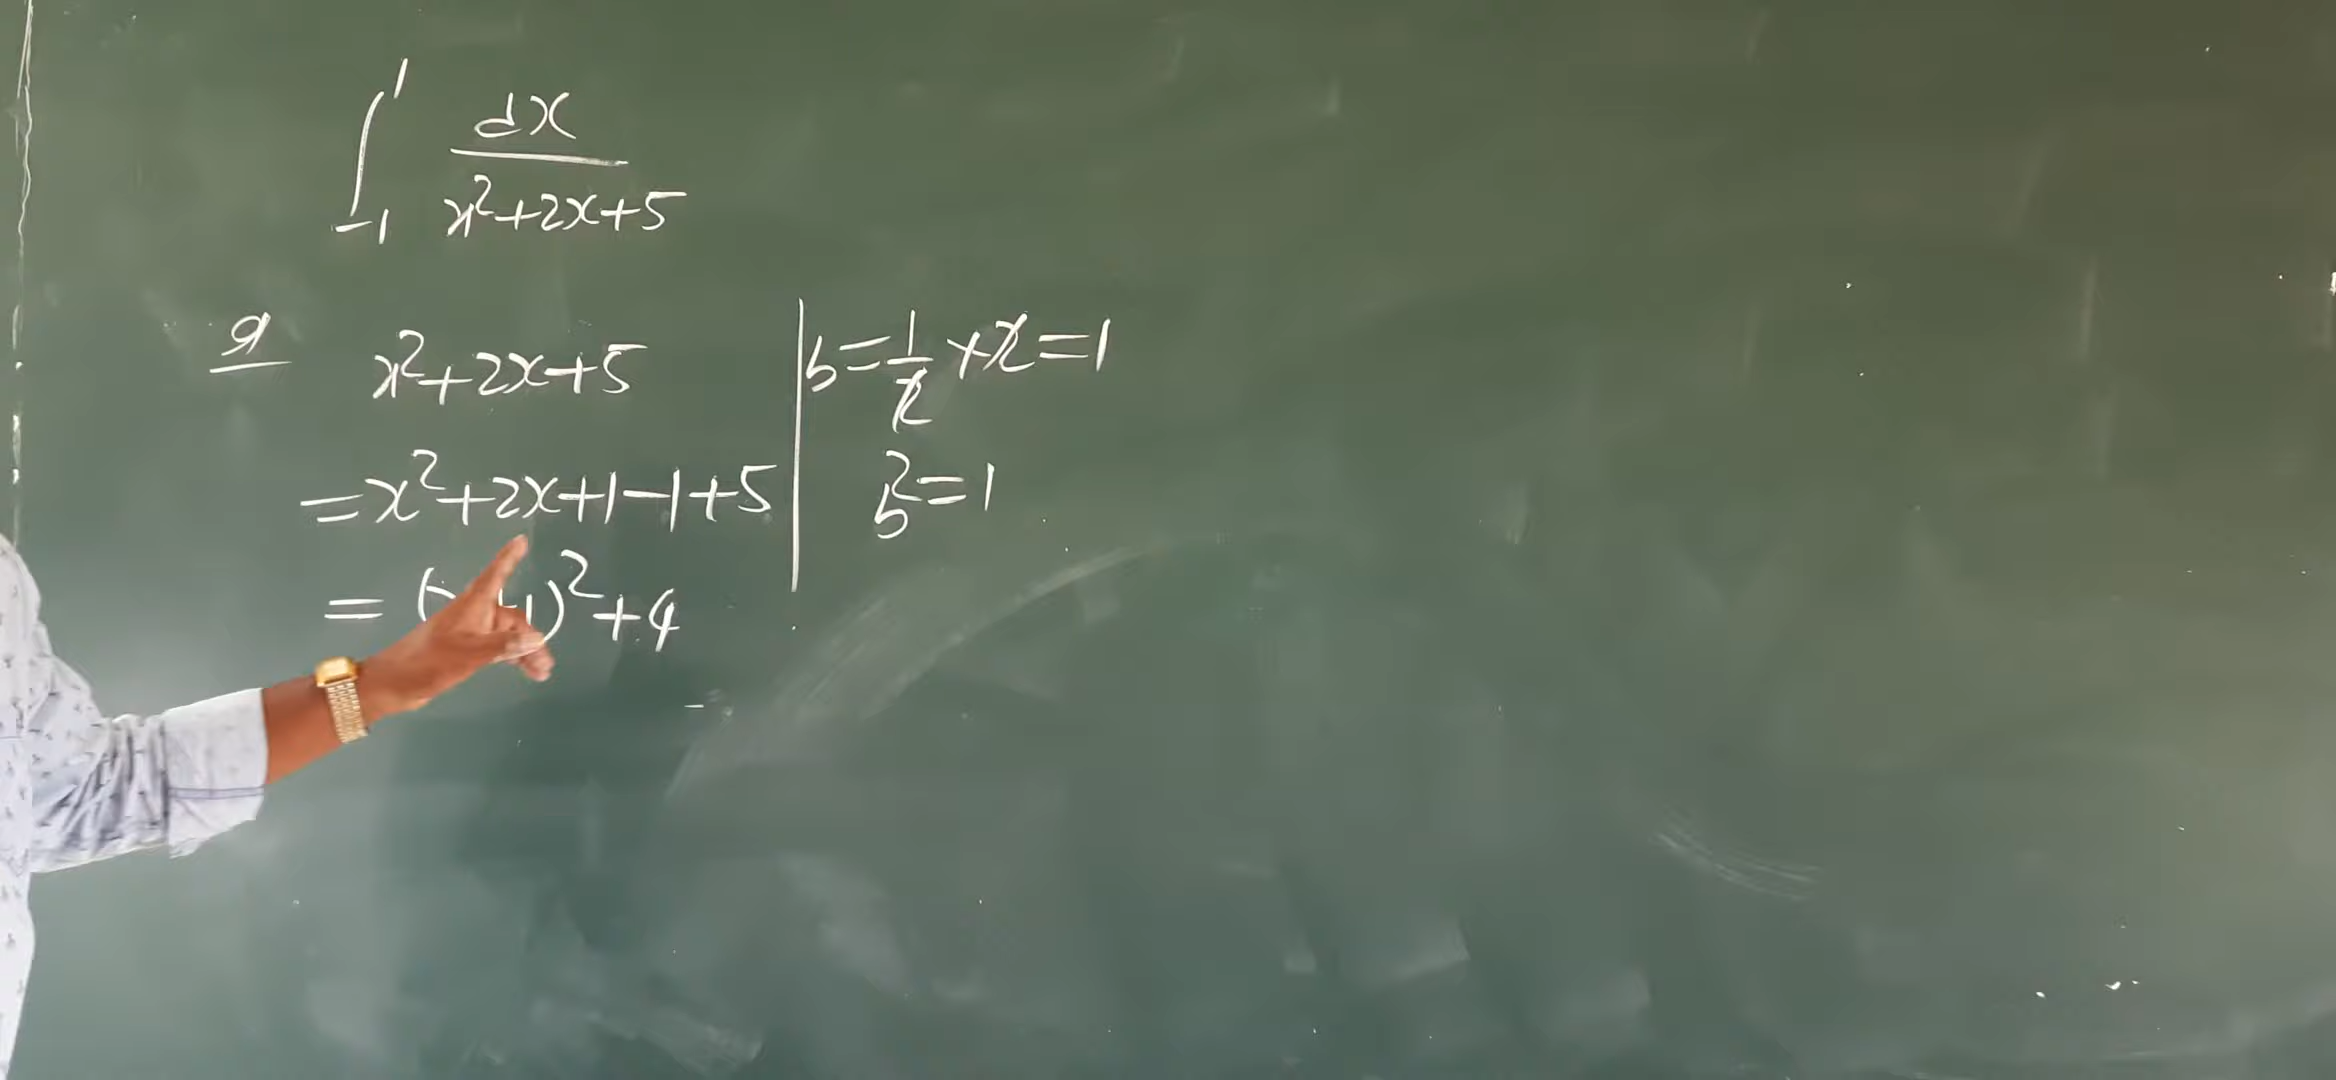 ∫₋₁¹ dx / (x²+2x+5)
x²+2x+5
=x²+2x+1-1+5
= ( +1)²+4
b=1/2×2=1
b²=1